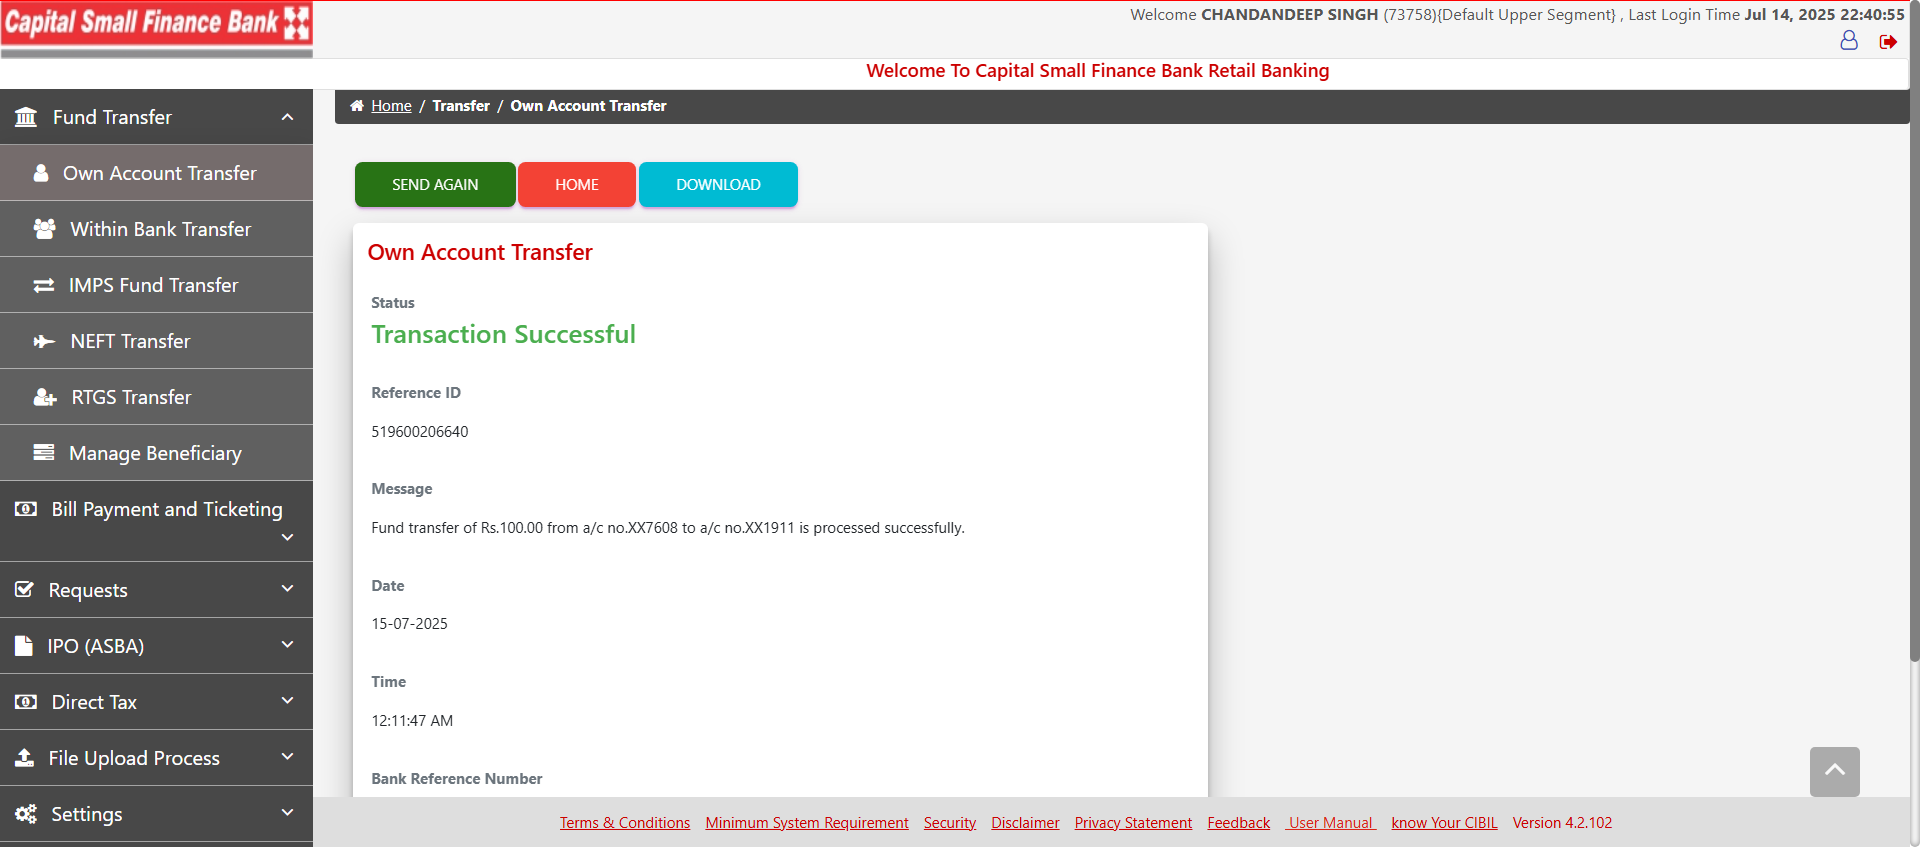 Capital Small Finance Bank
Welcome CHANDANDEEP SINGH (73758){Default Upper Segment} , Last Login Time Jul 14, 2025 22:40:55
Welcome To Capital Small Finance Bank Retail Banking
Fund Transfer
Own Account Transfer
Within Bank Transfer
IMPS Fund Transfer
NEFT Transfer
RTGS Transfer
Manage Beneficiary
Bill Payment and Ticketing
Requests
IPO (ASBA)
Direct Tax
File Upload Process
Settings
Home / Transfer / Own Account Transfer
SEND AGAIN HOME DOWNLOAD
Own Account Transfer
Status
Transaction Successful
Reference ID
519600206640
Message
Fund transfer of Rs.100.00 from a/c no.XX7608 to a/c no.XX1911 is processed successfully.
Date
15-07-2025
Time
12:11:47 AM
Bank Reference Number
Terms & Conditions Minimum System Requirement Security Disclaimer Privacy Statement Feedback User Manual know Your CIBIL Version 4.2.102